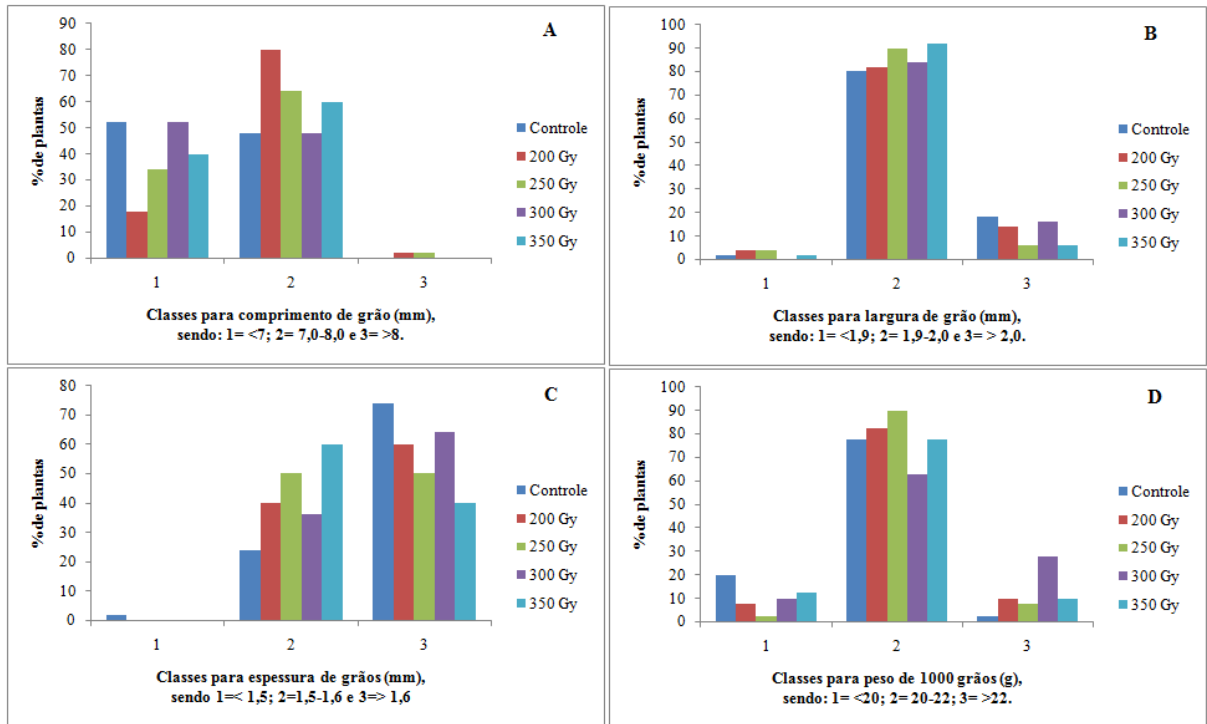 A
%de plantas
90
80
70
60
50
40
30
20
10
0
1 2 3
Controle
200 Gy
250 Gy
300 Gy
350 Gy
Classes para comprimento de grão (mm),
sendo: 1= <7; 2= 7,0-8,0 e 3= >8.
B
%de plantas
100
90
80
70
60
50
40
30
20
10
0
1 2 3
Controle
200 Gy
250 Gy
300 Gy
350 Gy
Classes para largura de grão (mm),
sendo: 1= <1,9; 2= 1,9-2,0 e 3= > 2,0.
C
%de plantas
80
70
60
50
40
30
20
10
0
1 2 3
Controle
200 Gy
250 Gy
300 Gy
350 Gy
Classes para espessura de grãos (mm),
sendo 1=< 1,5; 2=1,5-1,6 e 3=> 1,6
D
%de plantas
100
90
80
70
60
50
40
30
20
10
0
1 2 3
Controle
200 Gy
250 Gy
300 Gy
350 Gy
Classes para peso de 1000 grãos (g),
sendo: 1= <20; 2= 20-22; 3= >22.